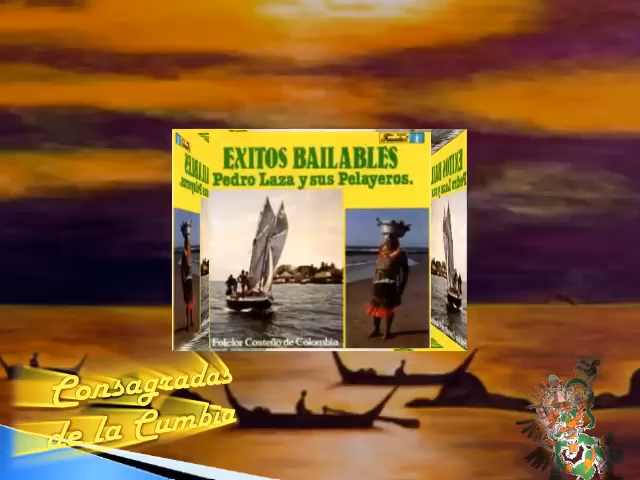 EXITOS BAILABLES
Pedro Laza y sus Pelayeros.
Folclor Costeño de Colombia
Consagradas
de la Cumbia